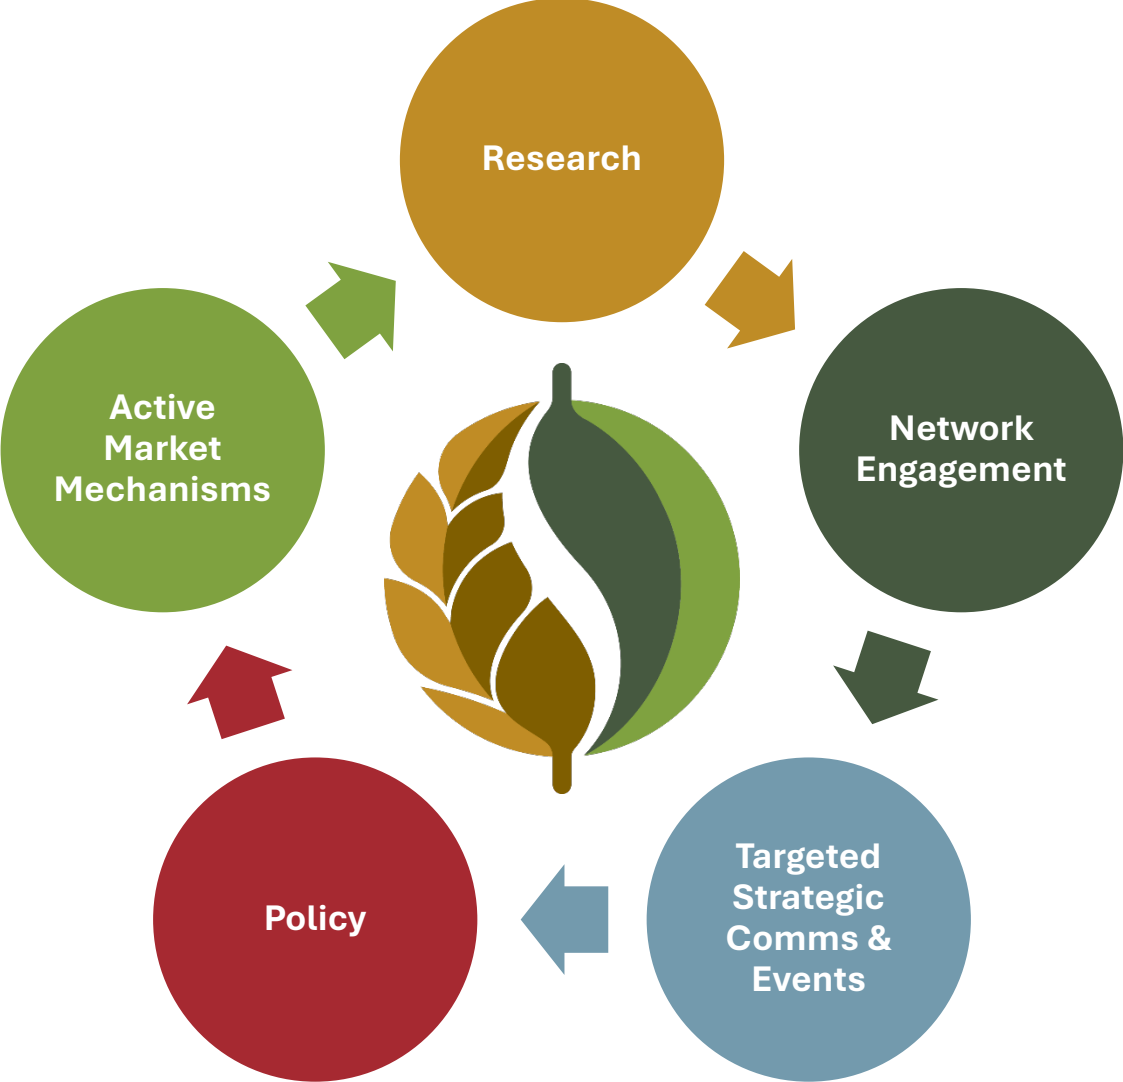 Research
Network
Engagement
Targeted
Strategic
Comms &
Events
Policy
Active
Market
Mechanisms